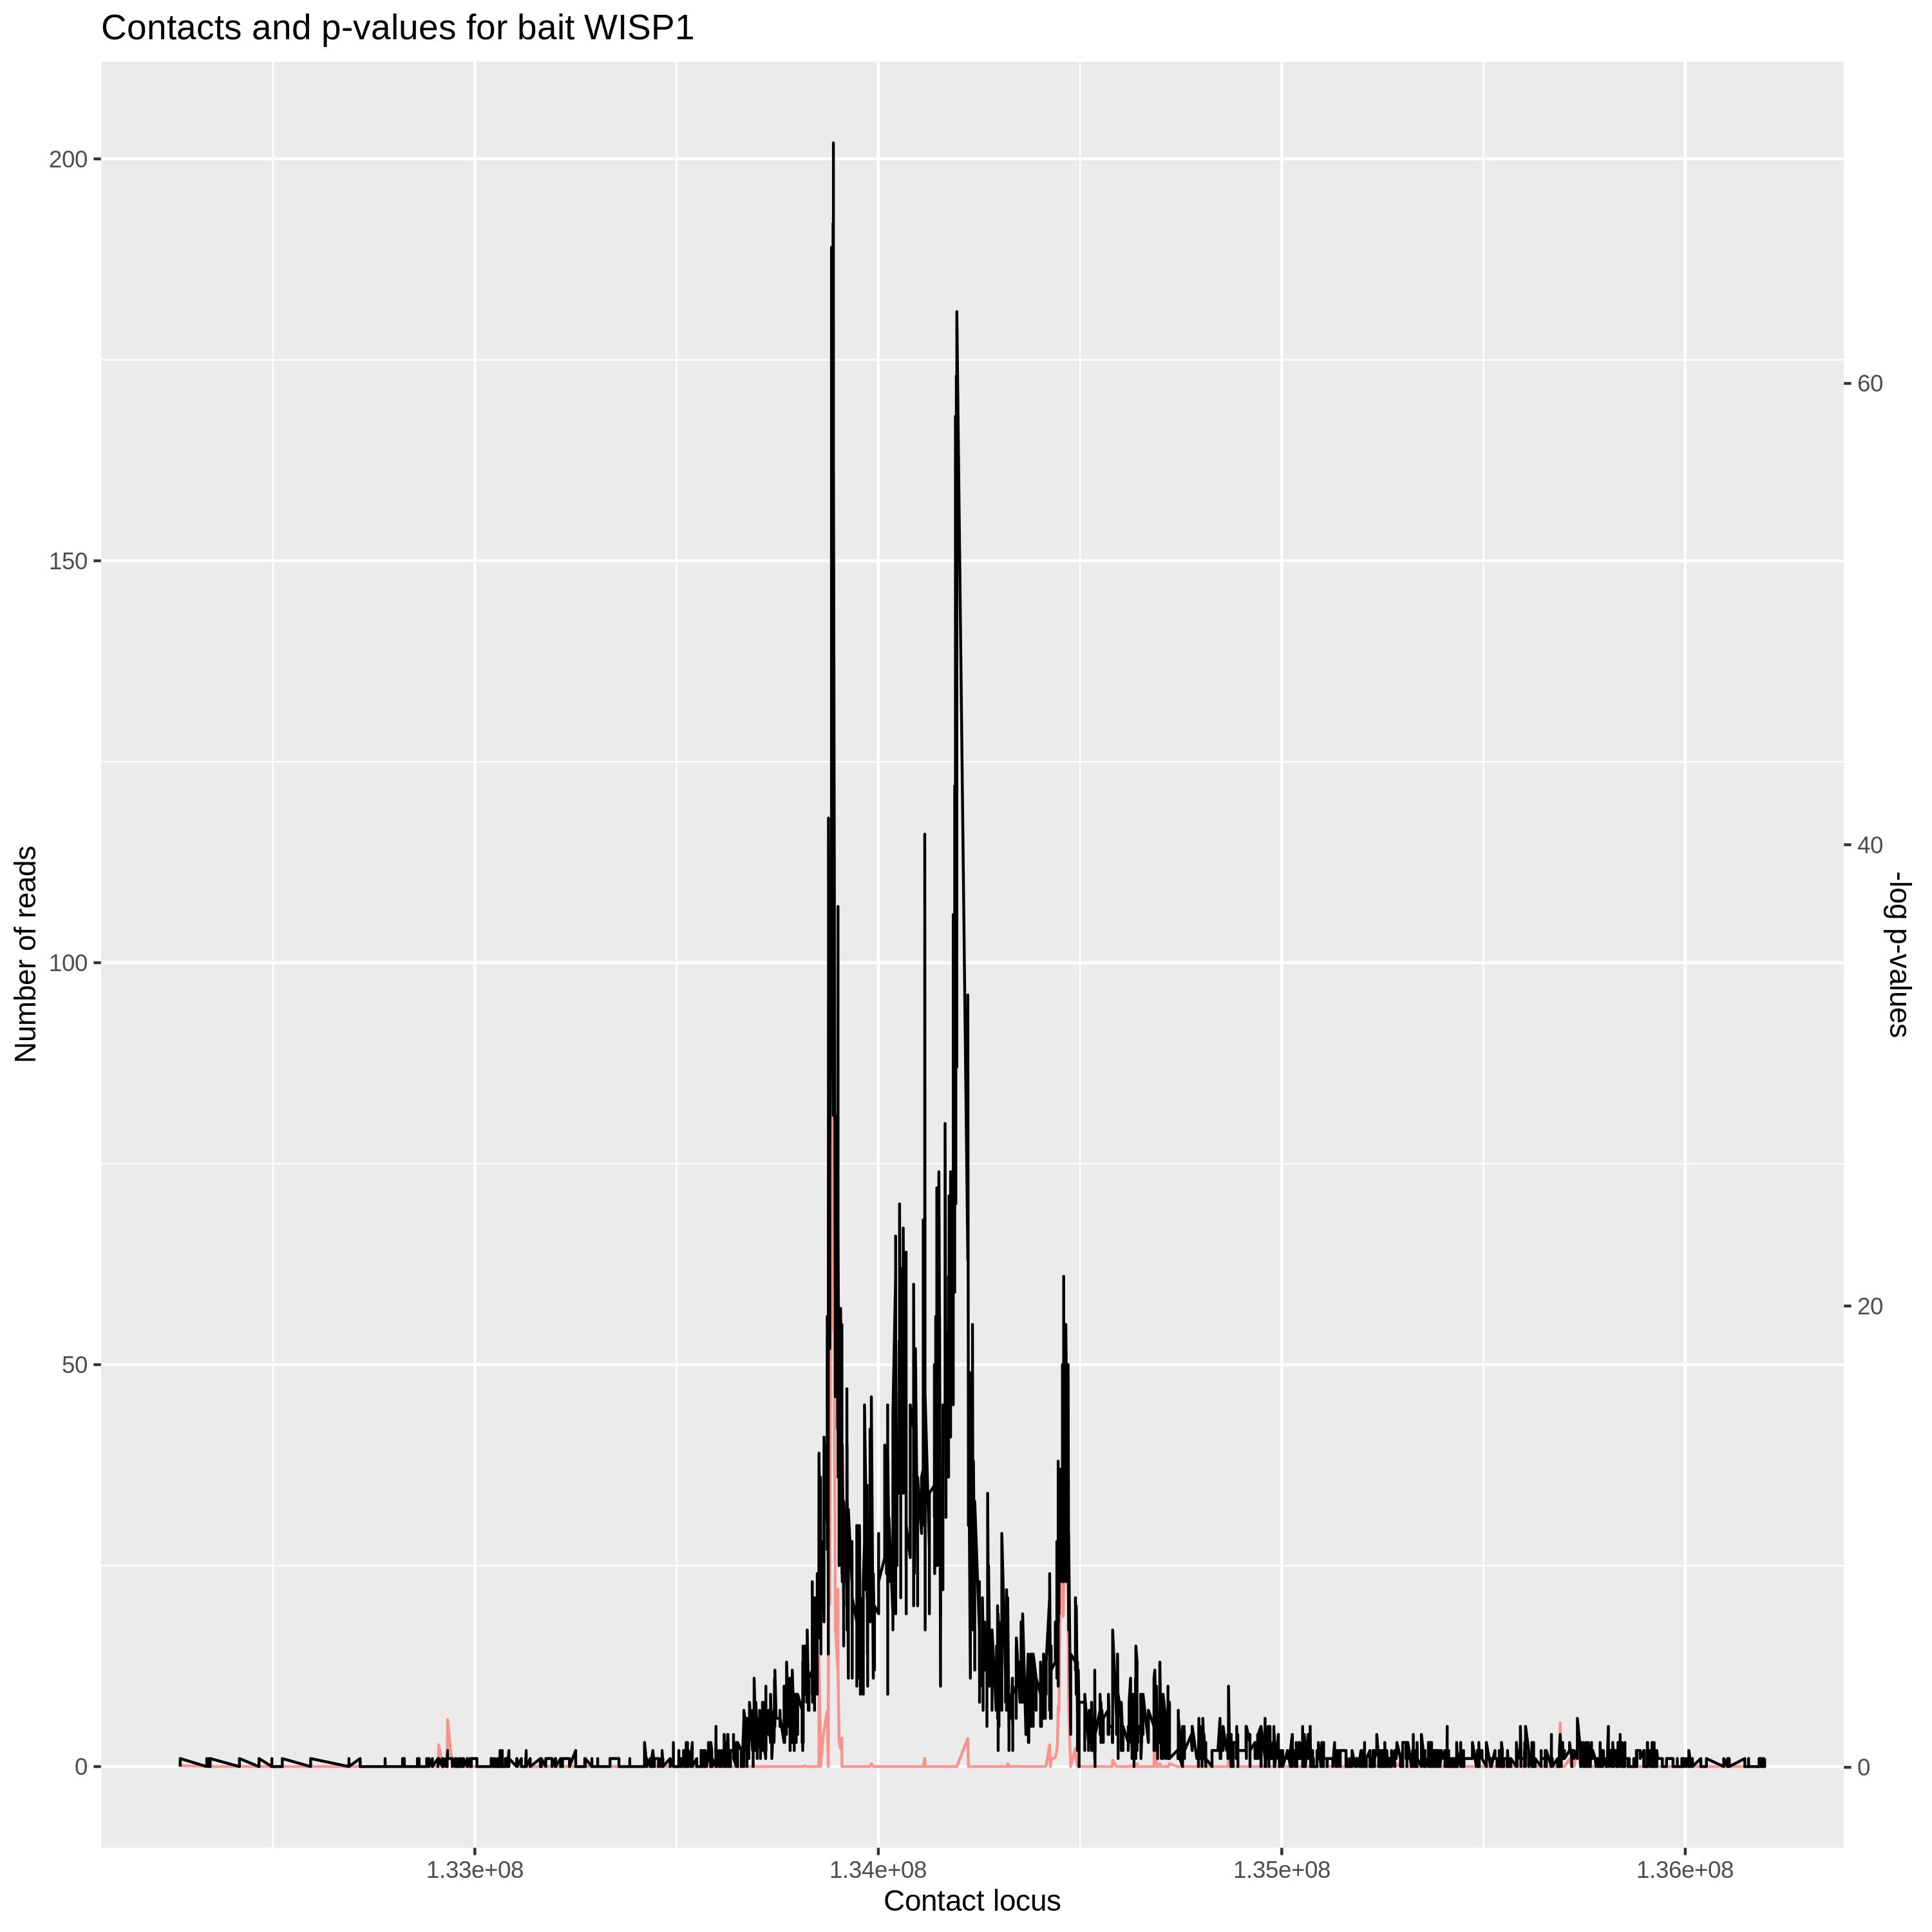 Contacts and p-values for bait WISP1
200
150
100
50
0
Number of reads
60
40
20
0
-log p-values
1.33e+08
1.34e+08
1.35e+08
1.36e+08
Contact locus